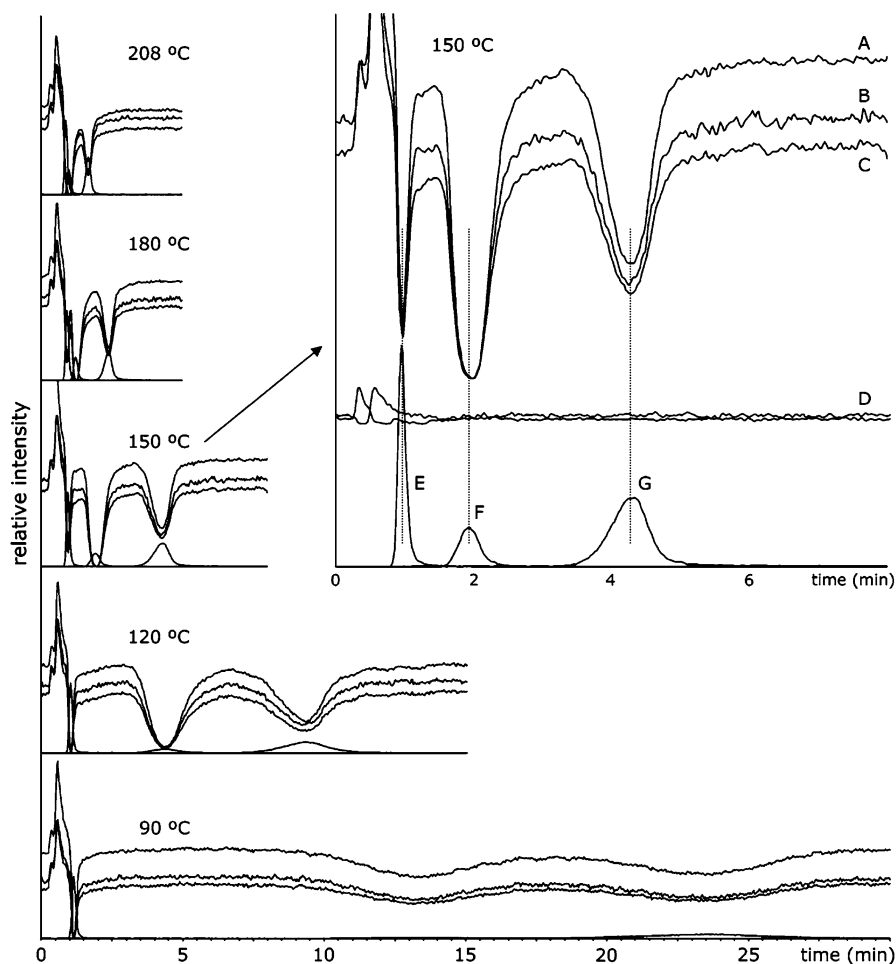 208 ºC
150 ºC
A
B
C
180 ºC
150 ºC
D
E
F
G
0 2 4 6 time (min)
relative intensity
120 ºC
90 ºC
0 5 10 15 20 25 time (min)